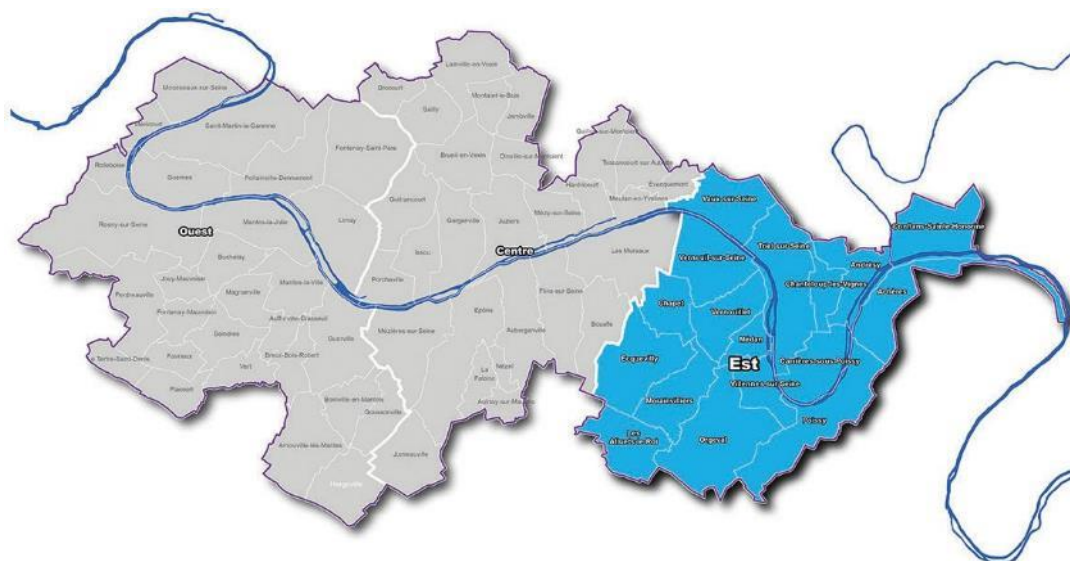 Lainville-en-Vexin
Moisseaux-sur-Seine
Drocourt
Montalet-le-Bois
Sailly
Jambville
Saint-Martin-la-Garenne
Fontenay-Saint-Père
Brueil-en-Vexin
Oinville-sur-Montcient
Tessancourt-sur-Aubette
Rolleboise
Guernes
Follainville-Dennemont
Hardricourt
Evecquemont
Meulan-en-Yvelines
Vaux-sur-Seine
Guitrancourt
Gargenville
Juziers
Mézy-sur-Seine
Conflans-Sainte-Honorine
Rosny-sur-Seine
Mantes-la-Jolie
Limay
Ouest
Centre
Issou
Les Mureaux
Triel-sur-Seine
Verneuil-sur-Seine
Andrésy
Buchelay
Porcheville
Chanteloup-les-Vignes
Achères
Jouy-Mauvoisin
Magnanville
Mantes-la-Ville
Flins-sur-Seine
Perdreauville
Chapet
Vernouillet
Fontenay-Mauvoisin
Auffreville-Brasseuil
Mézières-sur-Seine
Epône
Aubergenville
Bouafle
Soindres
Guerville
Médan
Le Tertre-Saint-Denis
Favrieux
Vert
Breuil-Bois-Robert
Ecquevilly
Est
Carrières-sous-Poissy
La
Falaise
Nézel
Villennes-sur-Seine
Flacourt
Boinville-en-Mantois
Aulnay-sur-Mauldre
Morainvilliers
Goussonville
Poissy
Les
Alluets-le-Roi
Orgeval
Arnouville-lès-Mantes
Jumeauville
Hargeville